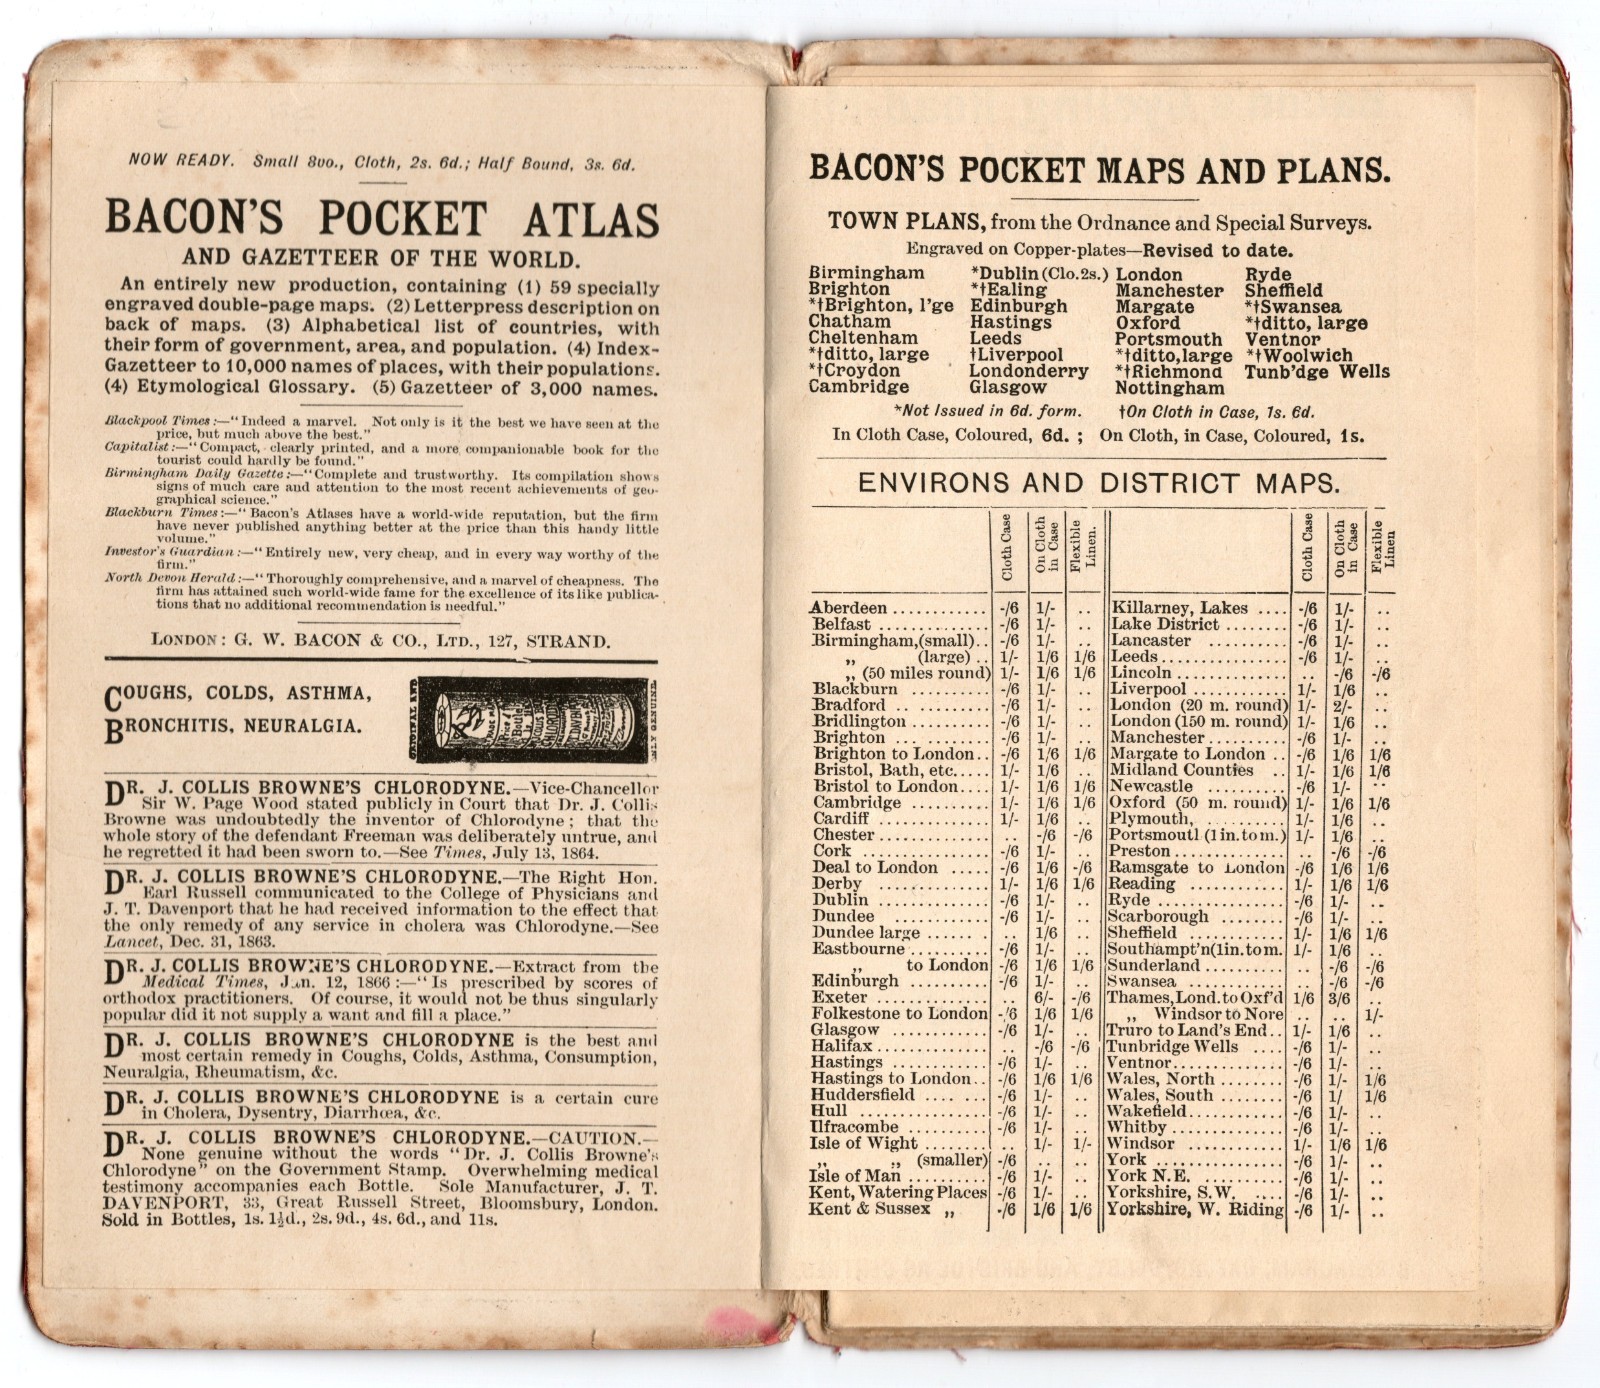 NOW READY. Small 8vo., Cloth, 2s. 6d.; Half Bound, 3s. 6d.
BACON'S POCKET ATLAS
AND GAZETTEER OF THE WORLD.
An entirely new production, containing (1) 59 specially
engraved double-page maps. (2) Letterpress description on
back of maps. (3) Alphabetical list of countries, with
their form of government, area, and population. (4) Index-
Gazetteer to 10,000 names of places, with their populations.
(4) Etymological Glossary. (5) Gazetteer of 3,000 names.
Blackpool Times:—"Indeed a marvel. Not only is it the best we have seen at the
price, but much above the best."
Capitalist:—"Compact, clearly printed, and a more companionable book for the
tourist could hardly be found."
Birmingham Daily Gazette:—"Complete and trustworthy. Its compilation shows
signs of much care and attention to the most recent achievements of geo-
graphical science."
Blackburn Times:—"Bacon's Atlases have a world-wide reputation, but the firm
have never published anything better at the price than this handy little
volume."
Investor's Guardian:—"Entirely new, very cheap, and in every way worthy of the
firm."
North Devon Herald:—"Thoroughly comprehensive, and a marvel of cheapness. The
firm has attained such world-wide fame for the excellence of its like publica-
tions that no additional recommendation is needful."
LONDON: G. W. BACON & CO., LTD., 127, STRAND.
COUGHS, COLDS, ASTHMA,
BRONCHITIS, NEURALGIA.
DR. J. COLLIS BROWNE'S CHLORODYNE.—Vice-Chancellor
Sir W. Page Wood stated publicly in Court that Dr. J. Collis
Browne was undoubtedly the inventor of Chlorodyne; that the
whole story of the defendant Freeman was deliberately untrue, and
he regretted it had been sworn to.—See Times, July 13, 1864.
DR. J. COLLIS BROWNE'S CHLORODYNE.—The Right Hon.
Earl Russell communicated to the College of Physicians and
J. T. Davenport that he had received information to the effect that
the only remedy of any service in cholera was Chlorodyne.—See
Lancet, Dec. 31, 1863.
DR. J. COLLIS BROWNE'S CHLORODYNE.—Extract from the
Medical Times, Jan. 12, 1866:—"Is prescribed by scores of
orthodox practitioners. Of course, it would not be thus singularly
popular did it not supply a want and fill a place."
DR. J. COLLIS BROWNE'S CHLORODYNE is the best and
most certain remedy in Coughs, Colds, Asthma, Consumption,
Neuralgia, Rheumatism, &c.
DR. J. COLLIS BROWNE'S CHLORODYNE is a certain cure
in Cholera, Dysentry, Diarrhœa, &c.
DR. J. COLLIS BROWNE'S CHLORODYNE.—CAUTION.—
None genuine without the words "Dr. J. Collis Browne's
Chlorodyne" on the Government Stamp. Overwhelming medical
testimony accompanies each Bottle. Sole Manufacturer, J. T.
DAVENPORT, 33, Great Russell Street, Bloomsbury, London.
Sold in Bottles, 1s. 1½d., 2s. 9d., 4s. 6d., and 11s.
BACON'S POCKET MAPS AND PLANS.
TOWN PLANS, from the Ordnance and Special Surveys.
Engraved on Copper-plates—Revised to date.
Birmingham *Dublin (Clo. 2s.) London Ryde
Brighton *†Ealing Manchester Sheffield
*†Brighton, l'ge Edinburgh Margate *†Swansea
Chatham Hastings Oxford *†ditto, large
Cheltenham Leeds Portsmouth Ventnor
*†ditto, large †Liverpool *†ditto, large *†Woolwich
*†Croydon Londonderry *†Richmond Tunb'dge Wells
Cambridge Glasgow Nottingham
*Not Issued in 6d. form. †On Cloth in Case, 1s. 6d.
In Cloth Case, Coloured, 6d.; On Cloth, in Case, Coloured, 1s.
ENVIRONS AND DISTRICT MAPS.
Cloth Case On Cloth in Case Flexible Linen. Cloth Case On Cloth in Case Flexible Linen
Aberdeen ............ -/6 1/- .. Killarney, Lakes .... -/6 1/- ..
Belfast .............. -/6 1/- .. Lake District ........ -/6 1/- ..
Birmingham,(small).. -/6 1/- .. Lancaster .......... -/6 1/- ..
„ (large) .. 1/- 1/6 1/6 Leeds................ -/6 1/- ..
„ (50 miles round) 1/- 1/6 1/6 Lincoln .............. .. -/6 -/6
Blackburn .......... -/6 1/- .. Liverpool ............ 1/- 1/6 ..
Bradford .. .......... -/6 1/- .. London (20 m. round) 1/- 2/- ..
Bridlington .......... -/6 1/- .. London (150 m. round) 1/- 1/6 ..
Brighton ............ -/6 1/- .. Manchester .......... -/6 1/- ..
Brighton to London.. -/6 1/6 1/6 Margate to London .. -/6 1/6 1/6
Bristol, Bath, etc..... 1/- 1/6 .. Midland Counties .. 1/- 1/6 1/6
Bristol to London.... 1/- 1/6 1/6 Newcastle .......... -/6 1/- ..
Cambridge .......... 1/- 1/6 1/6 Oxford (50 m. round) 1/- 1/6 1/6
Cardiff .............. 1/- 1/6 .. Plymouth, .......... 1/- 1/6 ..
Chester .............. .. -/6 -/6 Portsmoutl (1 in. to m.) 1/- 1/6 ..
Cork ................ -/6 1/- .. Preston .............. .. -/6 -/6
Deal to London ..... -/6 1/6 -/6 Ramsgate to London -/6 1/6 1/6
Derby .............. 1/- 1/6 1/6 Reading ............ 1/- 1/6 1/6
Dublin .............. -/6 1/- .. Ryde ................ -/6 1/- ..
Dundee ............ -/6 1/- .. Scarborough ........ -/6 1/- ..
Dundee large ....... . 1/6 .. Sheffield ............ 1/- 1/6 1/6
Eastbourne .......... -/6 1/- .. Southampt'n(1in. to m. 1/- 1/6 ..
„ to London -/6 1/6 1/6 Sunderland .......... .. -/6 -/6
Edinburgh .......... -/6 1/- .. Swansea ............ .. -/6 -/6
Exeter .............. .. 6/- -/6 Thames, Lond. to Oxf'd 1/6 3/6 ..
Folkestone to London -/6 1/6 1/6 „ Windsor to Nore .. .. 1/-
Glasgow ............ -/6 1/- .. Truro to Land's End.. 1/- 1/6 ..
Halifax .............. .. -/6 -/6 Tunbridge Wells .... -/6 1/- ..
Hastings ............ -/6 1/- .. Ventnor.............. -/6 1/- ..
Hastings to London.. -/6 1/6 1/6 Wales, North ........ -/6 1/- 1/6
Huddersfield .... ... -/6 1/- .. Wales, South ........ -/6 1/ 1/6
Hull ................ -/6 1/- .. Wakefield............ -/6 1/- ..
Ilfracombe .......... -/6 1/- .. Whitby .............. -/6 1/- ..
Isle of Wight ........ .. 1/- 1/- Windsor ............ 1/- 1/6 1/6
„ „ (smaller) -/6 .. .. York ................ -/6 1/- ..
Isle of Man .......... -/6 1/- .. York N.E. .......... -/6 1/- ..
Kent, Watering Places -/6 1/- .. Yorkshire, S.W. .... -/6 1/- ..
Kent & Sussex „ -/6 1/6 1/6 Yorkshire, W. Riding -/6 1/- ..